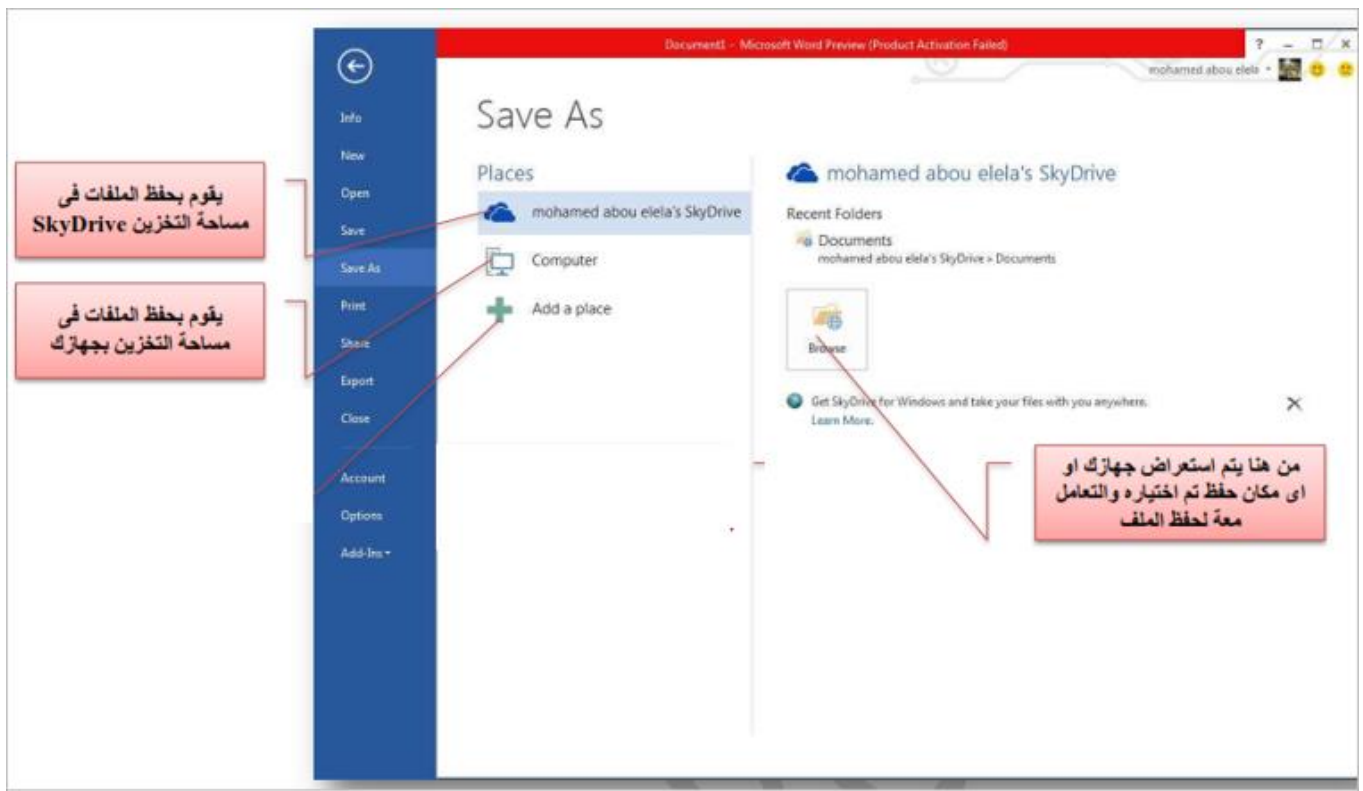 Document1 - Microsoft Word Preview (Product Activation Failed)
mohamed abou elela
Info
New
Open
Save
Save As
Print
Share
Export
Close
Account
Options
Add-Ins
Save As
Places
mohamed abou elela's SkyDrive
Computer
Add a place
mohamed abou elela's SkyDrive
Recent Folders
Documents
mohamed abou elela's SkyDrive » Documents
Browse
Get SkyDrive for Windows and take your files with you anywhere.
Learn More.
يقوم بحفظ الملفات فى
مساحة التخزين SkyDrive
يقوم بحفظ الملفات فى
مساحة التخزين بجهازك
من هنا يتم استعراض جهازك او
اى مكان حفظ تم اختياره والتعامل
معة لحفظ الملف